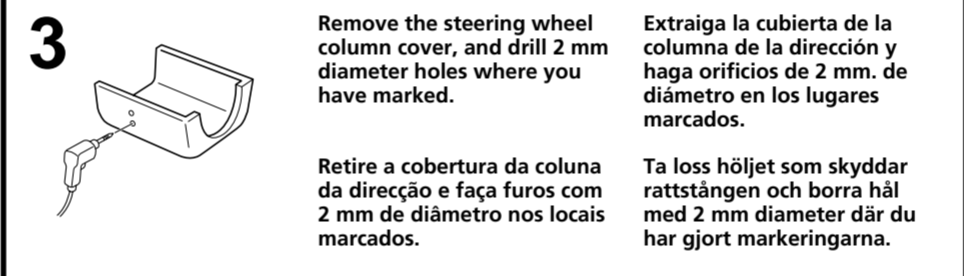 3
Remove the steering wheel
column cover, and drill 2 mm
diameter holes where you
have marked.
Extraiga la cubierta de la
columna de la dirección y
haga orificios de 2 mm. de
diámetro en los lugares
marcados.
Retire a cobertura da coluna
da direcção e faça furos com
2 mm de diâmetro nos locais
marcados.
Ta loss höljet som skyddar
rattstången och borra hål
med 2 mm diameter där du
har gjort markeringarna.